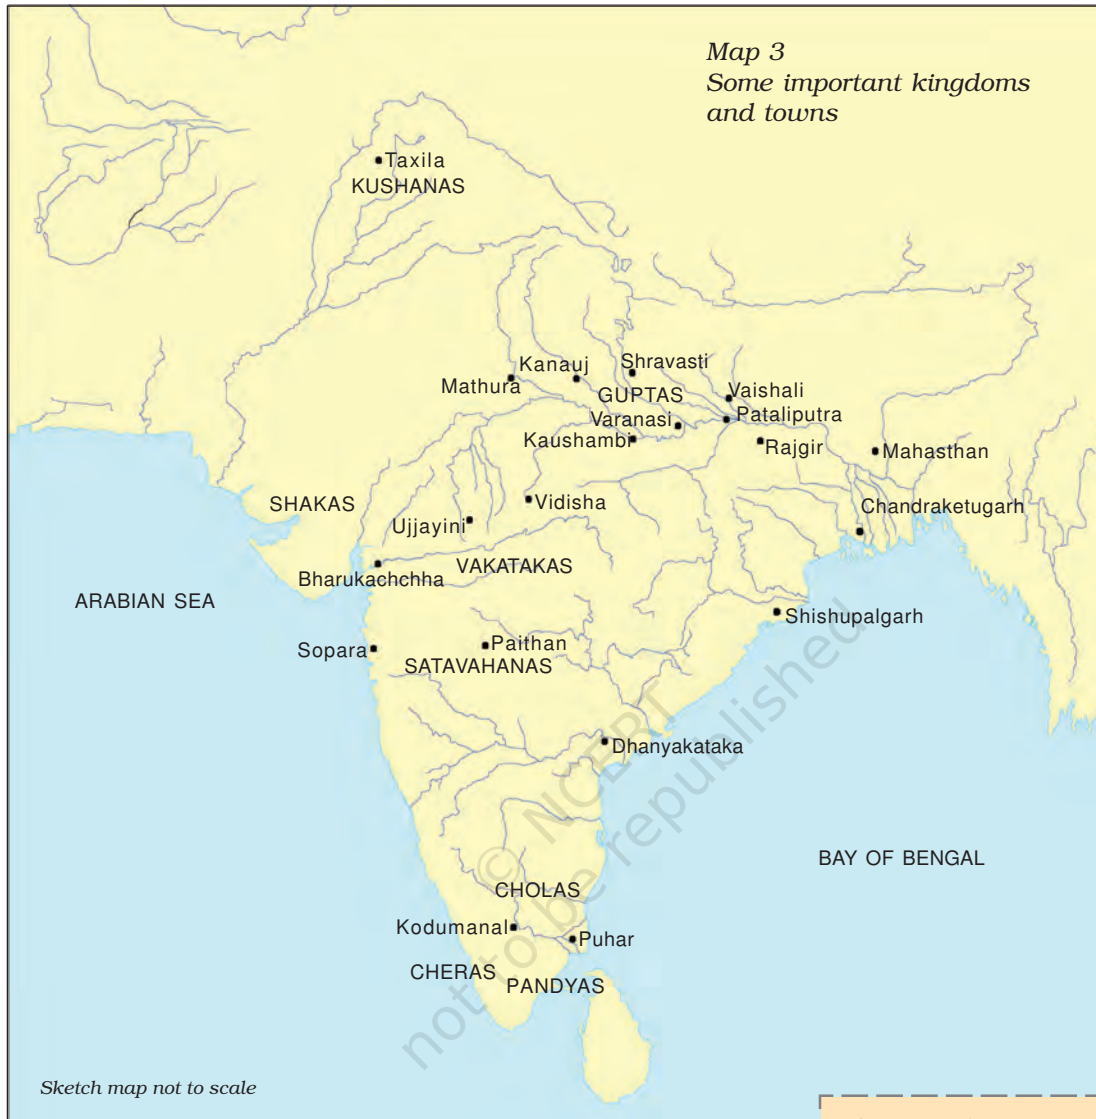 Map 3
Some important kingdoms
and towns
Taxila
KUSHANAS
Kanauj
Shravasti
Mathura
GUPTAS
Vaishali
Varanasi
Pataliputra
Kaushambi
Rajgir
Mahasthan
SHAKAS
Vidisha
Chandraketugarh
Ujjayini
VAKATAKAS
Bharukachchha
ARABIAN SEA
Shishupalgarh
Sopara
Paithan
SATAVAHANAS
Dhanyakataka
© NCERT
not to be republished
BAY OF BENGAL
CHOLAS
Kodumanal
Puhar
CHERAS
PANDYAS
Sketch map not to scale